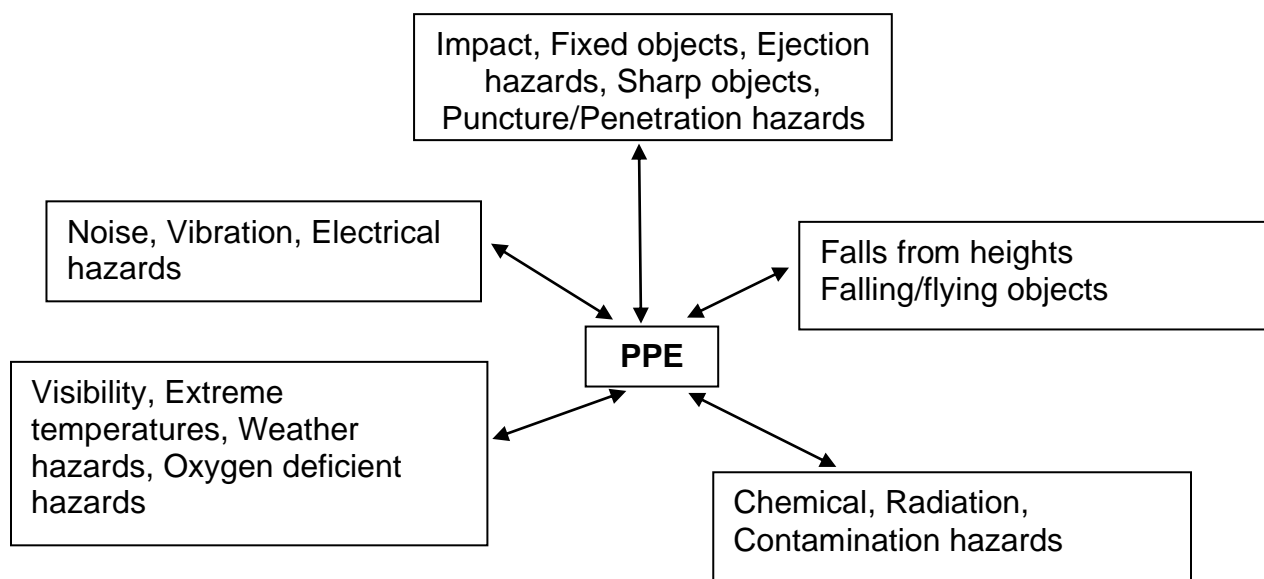 Impact, Fixed objects, Ejection
hazards, Sharp objects,
Puncture/Penetration hazards
Noise, Vibration, Electrical
hazards
Falls from heights
Falling/flying objects
PPE
Visibility, Extreme
temperatures, Weather
hazards, Oxygen deficient
hazards
Chemical, Radiation,
Contamination hazards